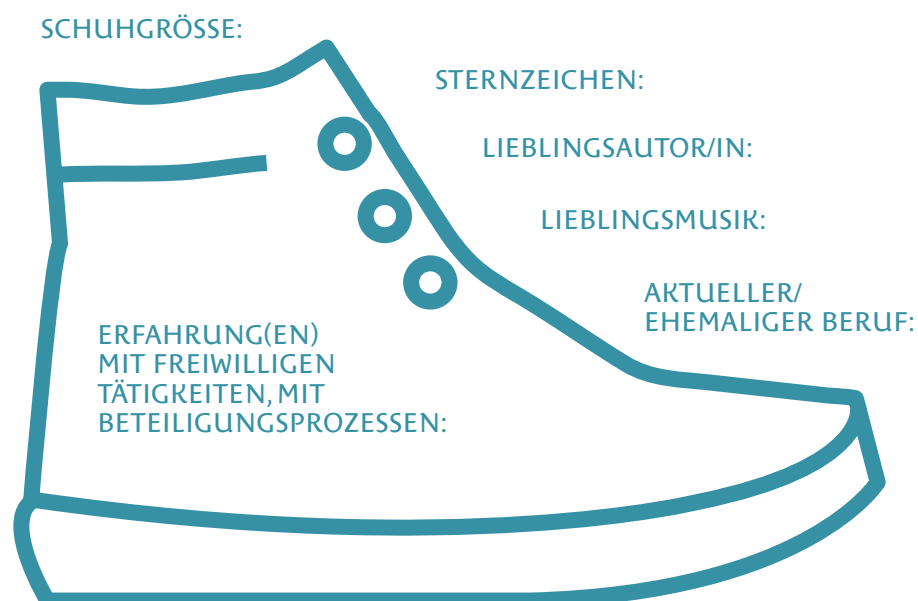 SCHUHGRÖSSE:
STERNZEICHEN:
LIEBLINGSAUTOR/IN:
LIEBLINGSMUSIK:
AKTUELLER/
EHEMALIGER BERUF:
ERFAHRUNG(EN)
MIT FREIWILLIGEN
TÄTIGKEITEN, MIT
BETEILIGUNGSPROZESSEN: